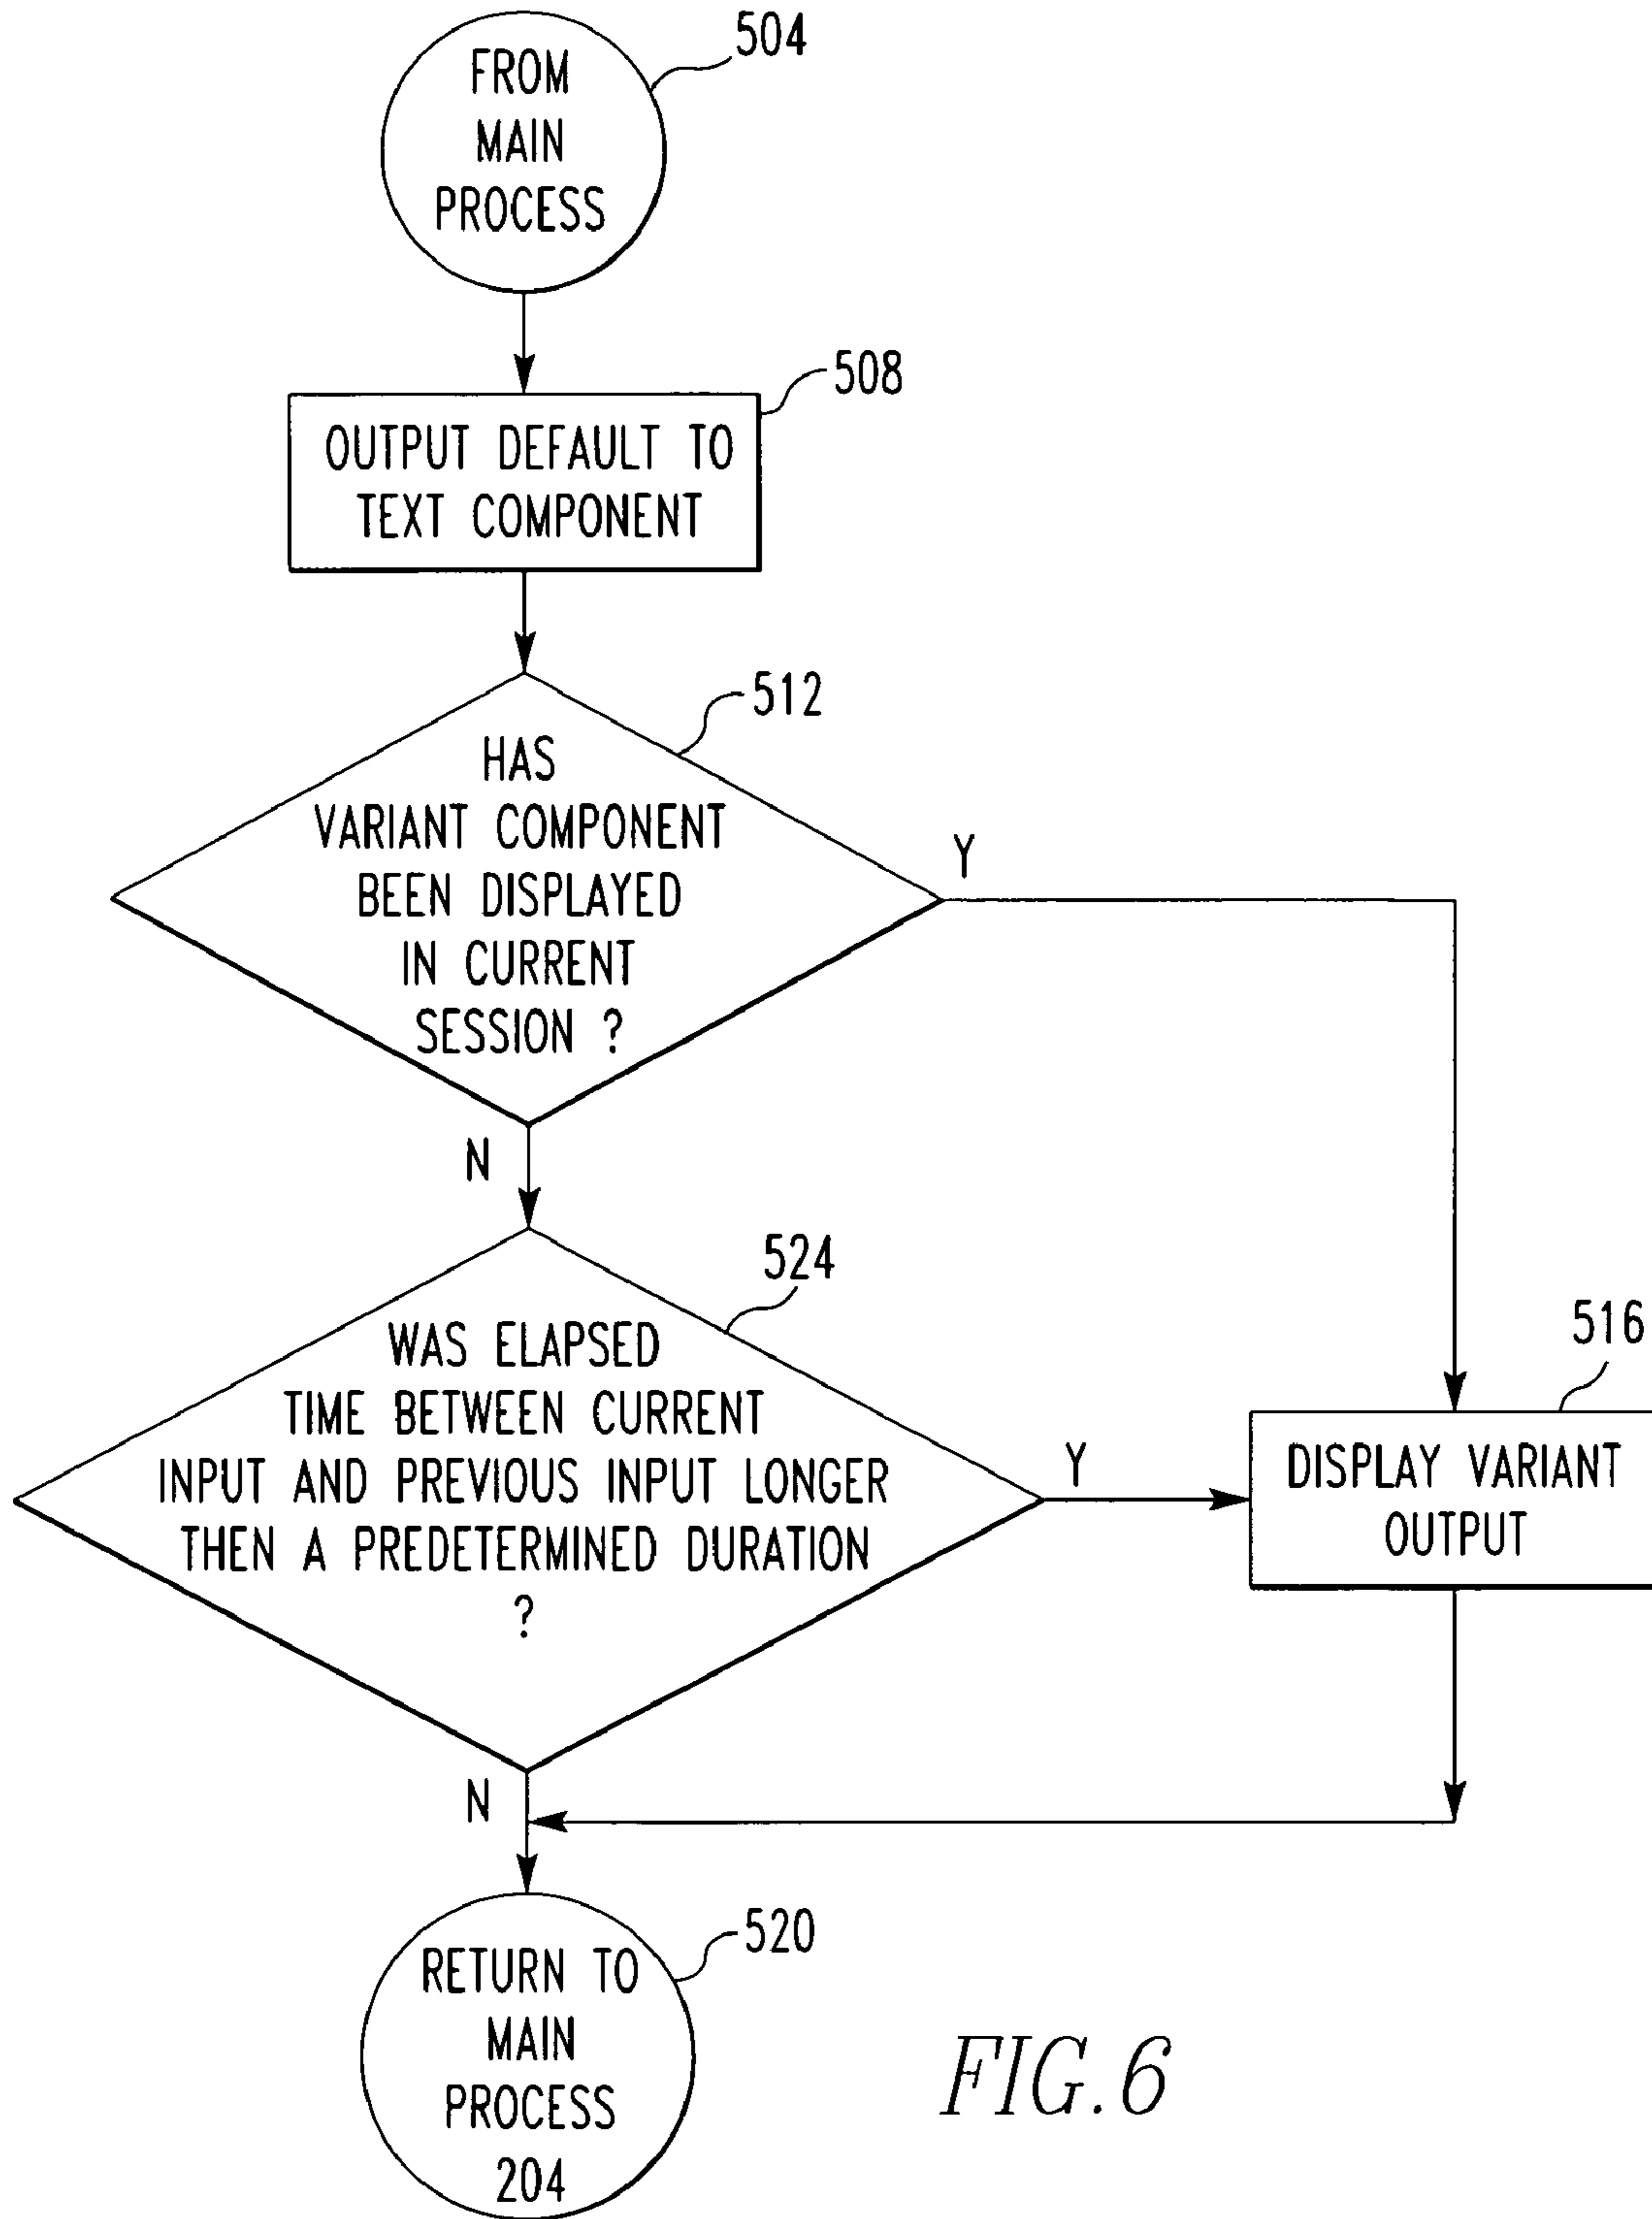 FROM
MAIN
PROCESS
504
OUTPUT DEFAULT TO
TEXT COMPONENT
508
HAS
VARIANT COMPONENT
BEEN DISPLAYED
IN CURRENT
SESSION ?
512
Y
N
WAS ELAPSED
TIME BETWEEN CURRENT
INPUT AND PREVIOUS INPUT LONGER
THEN A PREDETERMINED DURATION
?
524
Y
N
516
DISPLAY VARIANT
OUTPUT
RETURN TO
MAIN
PROCESS
204
520
FIG.6